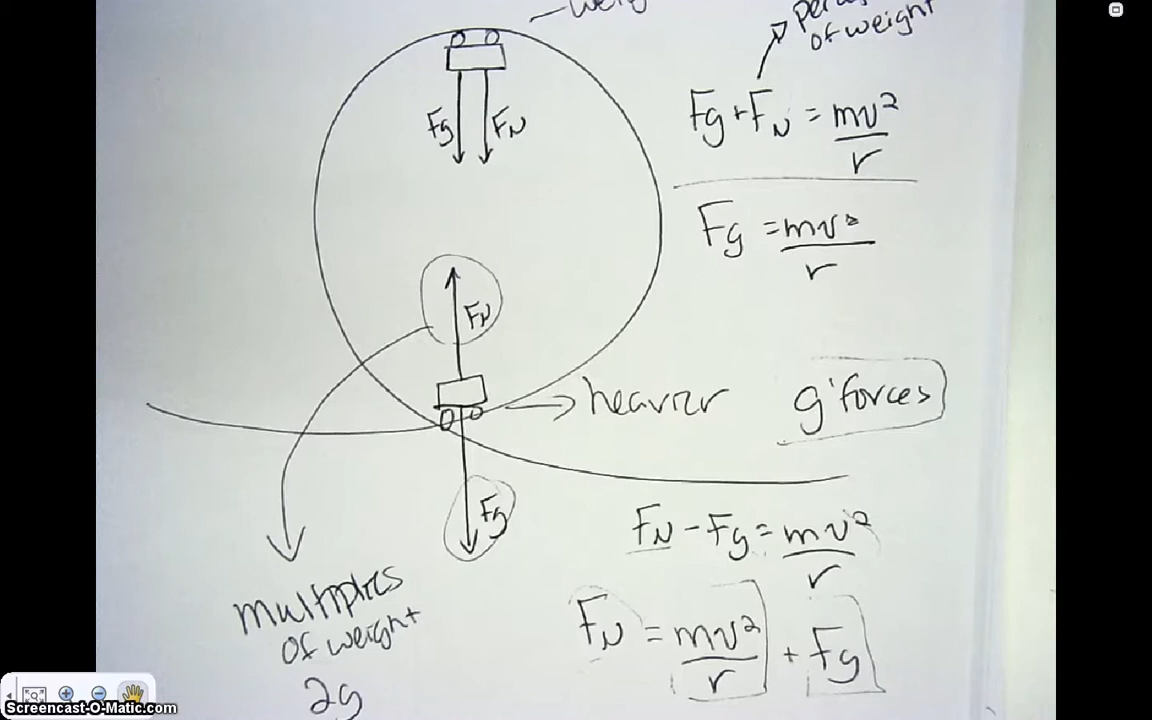 of weight
Fg + FN = mv²
r
Fg FN
Fg = mv²
r
FN
heavier g'forces
Fg
FN - Fg = mv²
r
multiples
of weight
2g
FN = mv² + Fg
r
Screencast-O-Matic.com